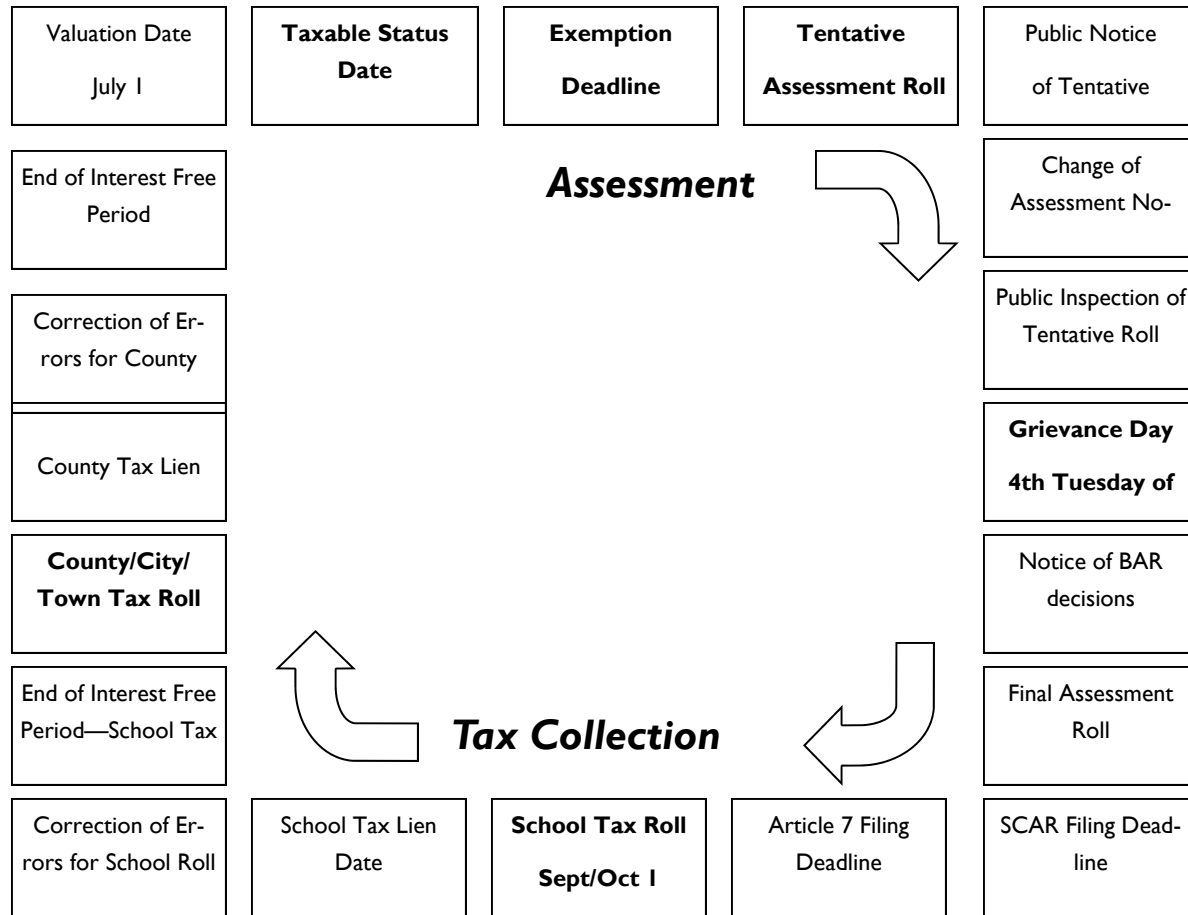 Valuation Date
July 1
Taxable Status
Date
Exemption
Deadline
Tentative
Assessment Roll
Public Notice
of Tentative
Assessment
Change of
Assessment No-
Public Inspection of
Tentative Roll
Grievance Day
4th Tuesday of
Notice of BAR
decisions
Final Assessment
Roll
SCAR Filing Dead-
line
Article 7 Filing
Deadline
School Tax Roll
Sept/Oct 1
School Tax Lien
Date
Correction of Er-
rors for School Roll
Tax Collection
End of Interest Free
Period—School Tax
County/City/
Town Tax Roll
County Tax Lien
Correction of Er-
rors for County
End of Interest Free
Period